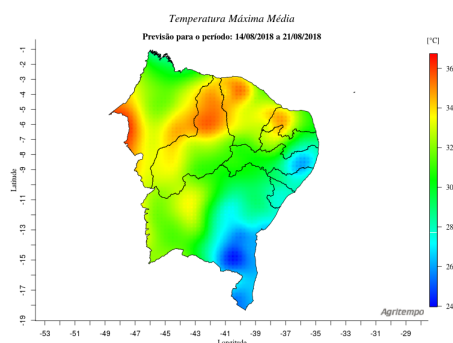 Temperatura Máxima Média
Previsão para o período: 14/08/2018 a 21/08/2018
[°C]
36
34
32
30
28
26
24
-1
-2
-3
-4
-5
-6
-7
-9
-11
-13
-15
-17
-19
Latitude
-53 -51 -49 -47 -45 -43 -41 -39 -37 -35 -33 -31 -29
Longitude
Agritempo